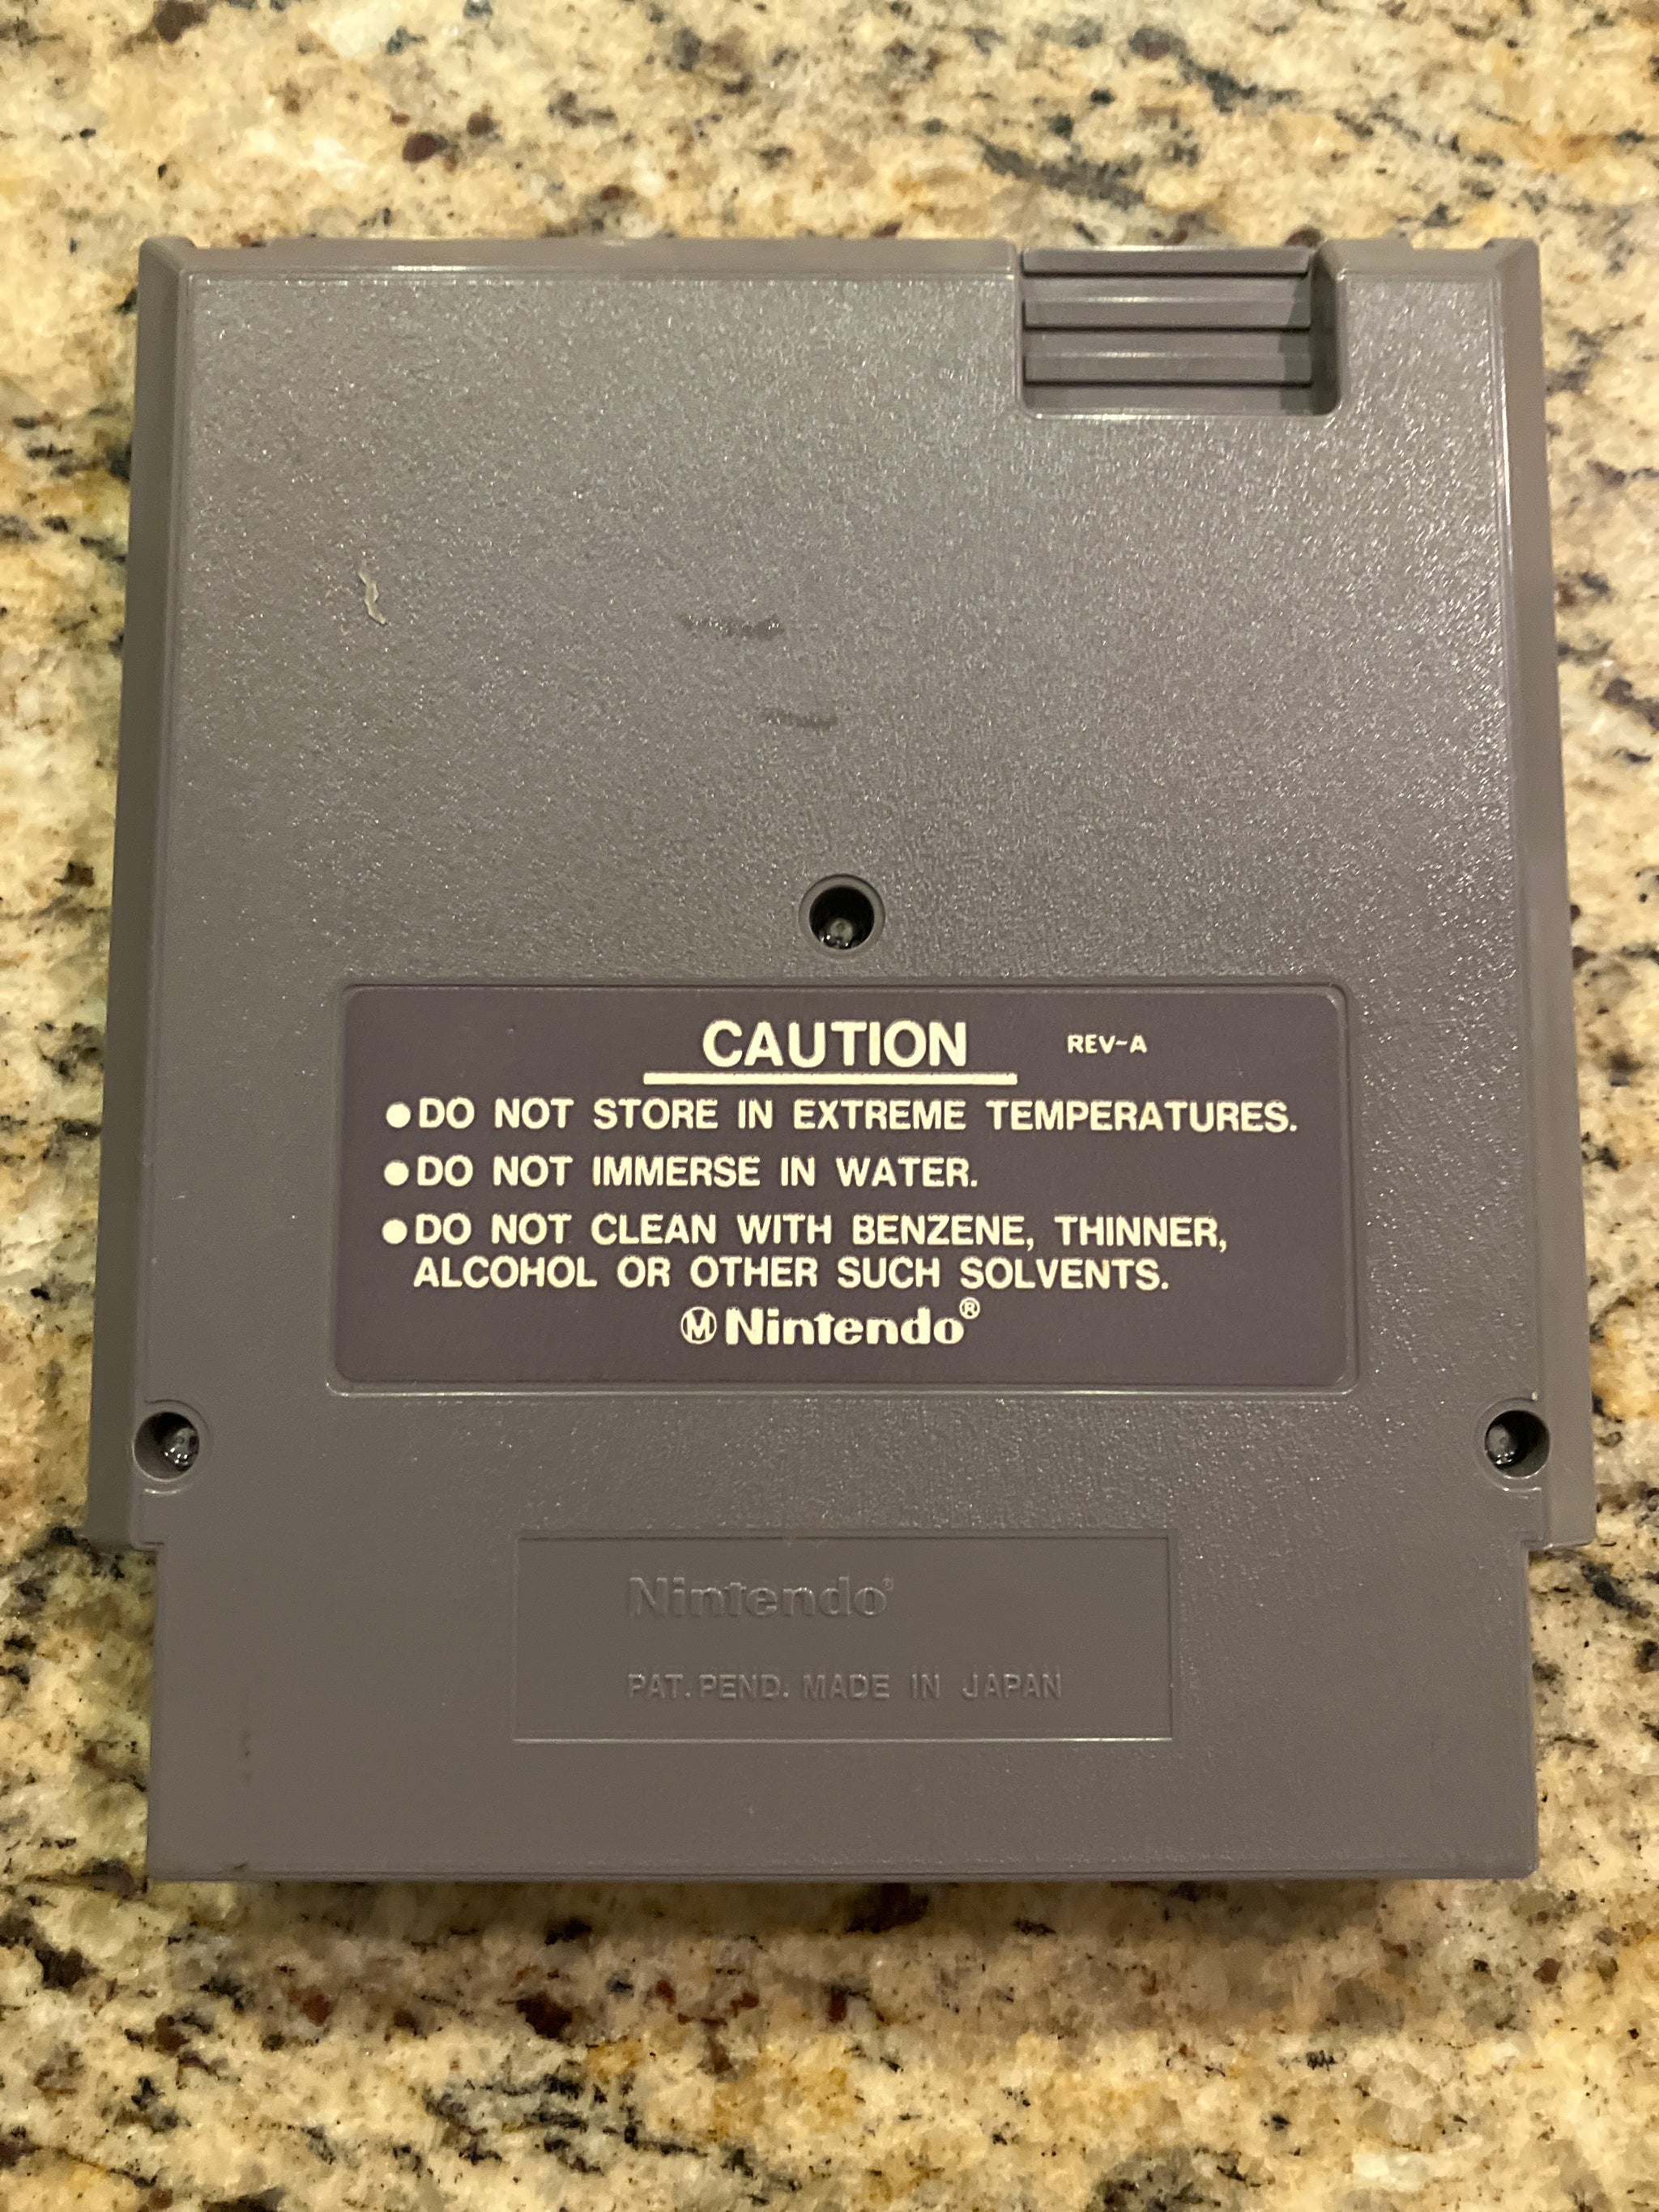 CAUTION REV-A
●DO NOT STORE IN EXTREME TEMPERATURES.
●DO NOT IMMERSE IN WATER.
●DO NOT CLEAN WITH BENZENE, THINNER,
ALCOHOL OR OTHER SUCH SOLVENTS.
Ⓜ Nintendo®
Nintendo®
PAT. PEND. MADE IN JAPAN